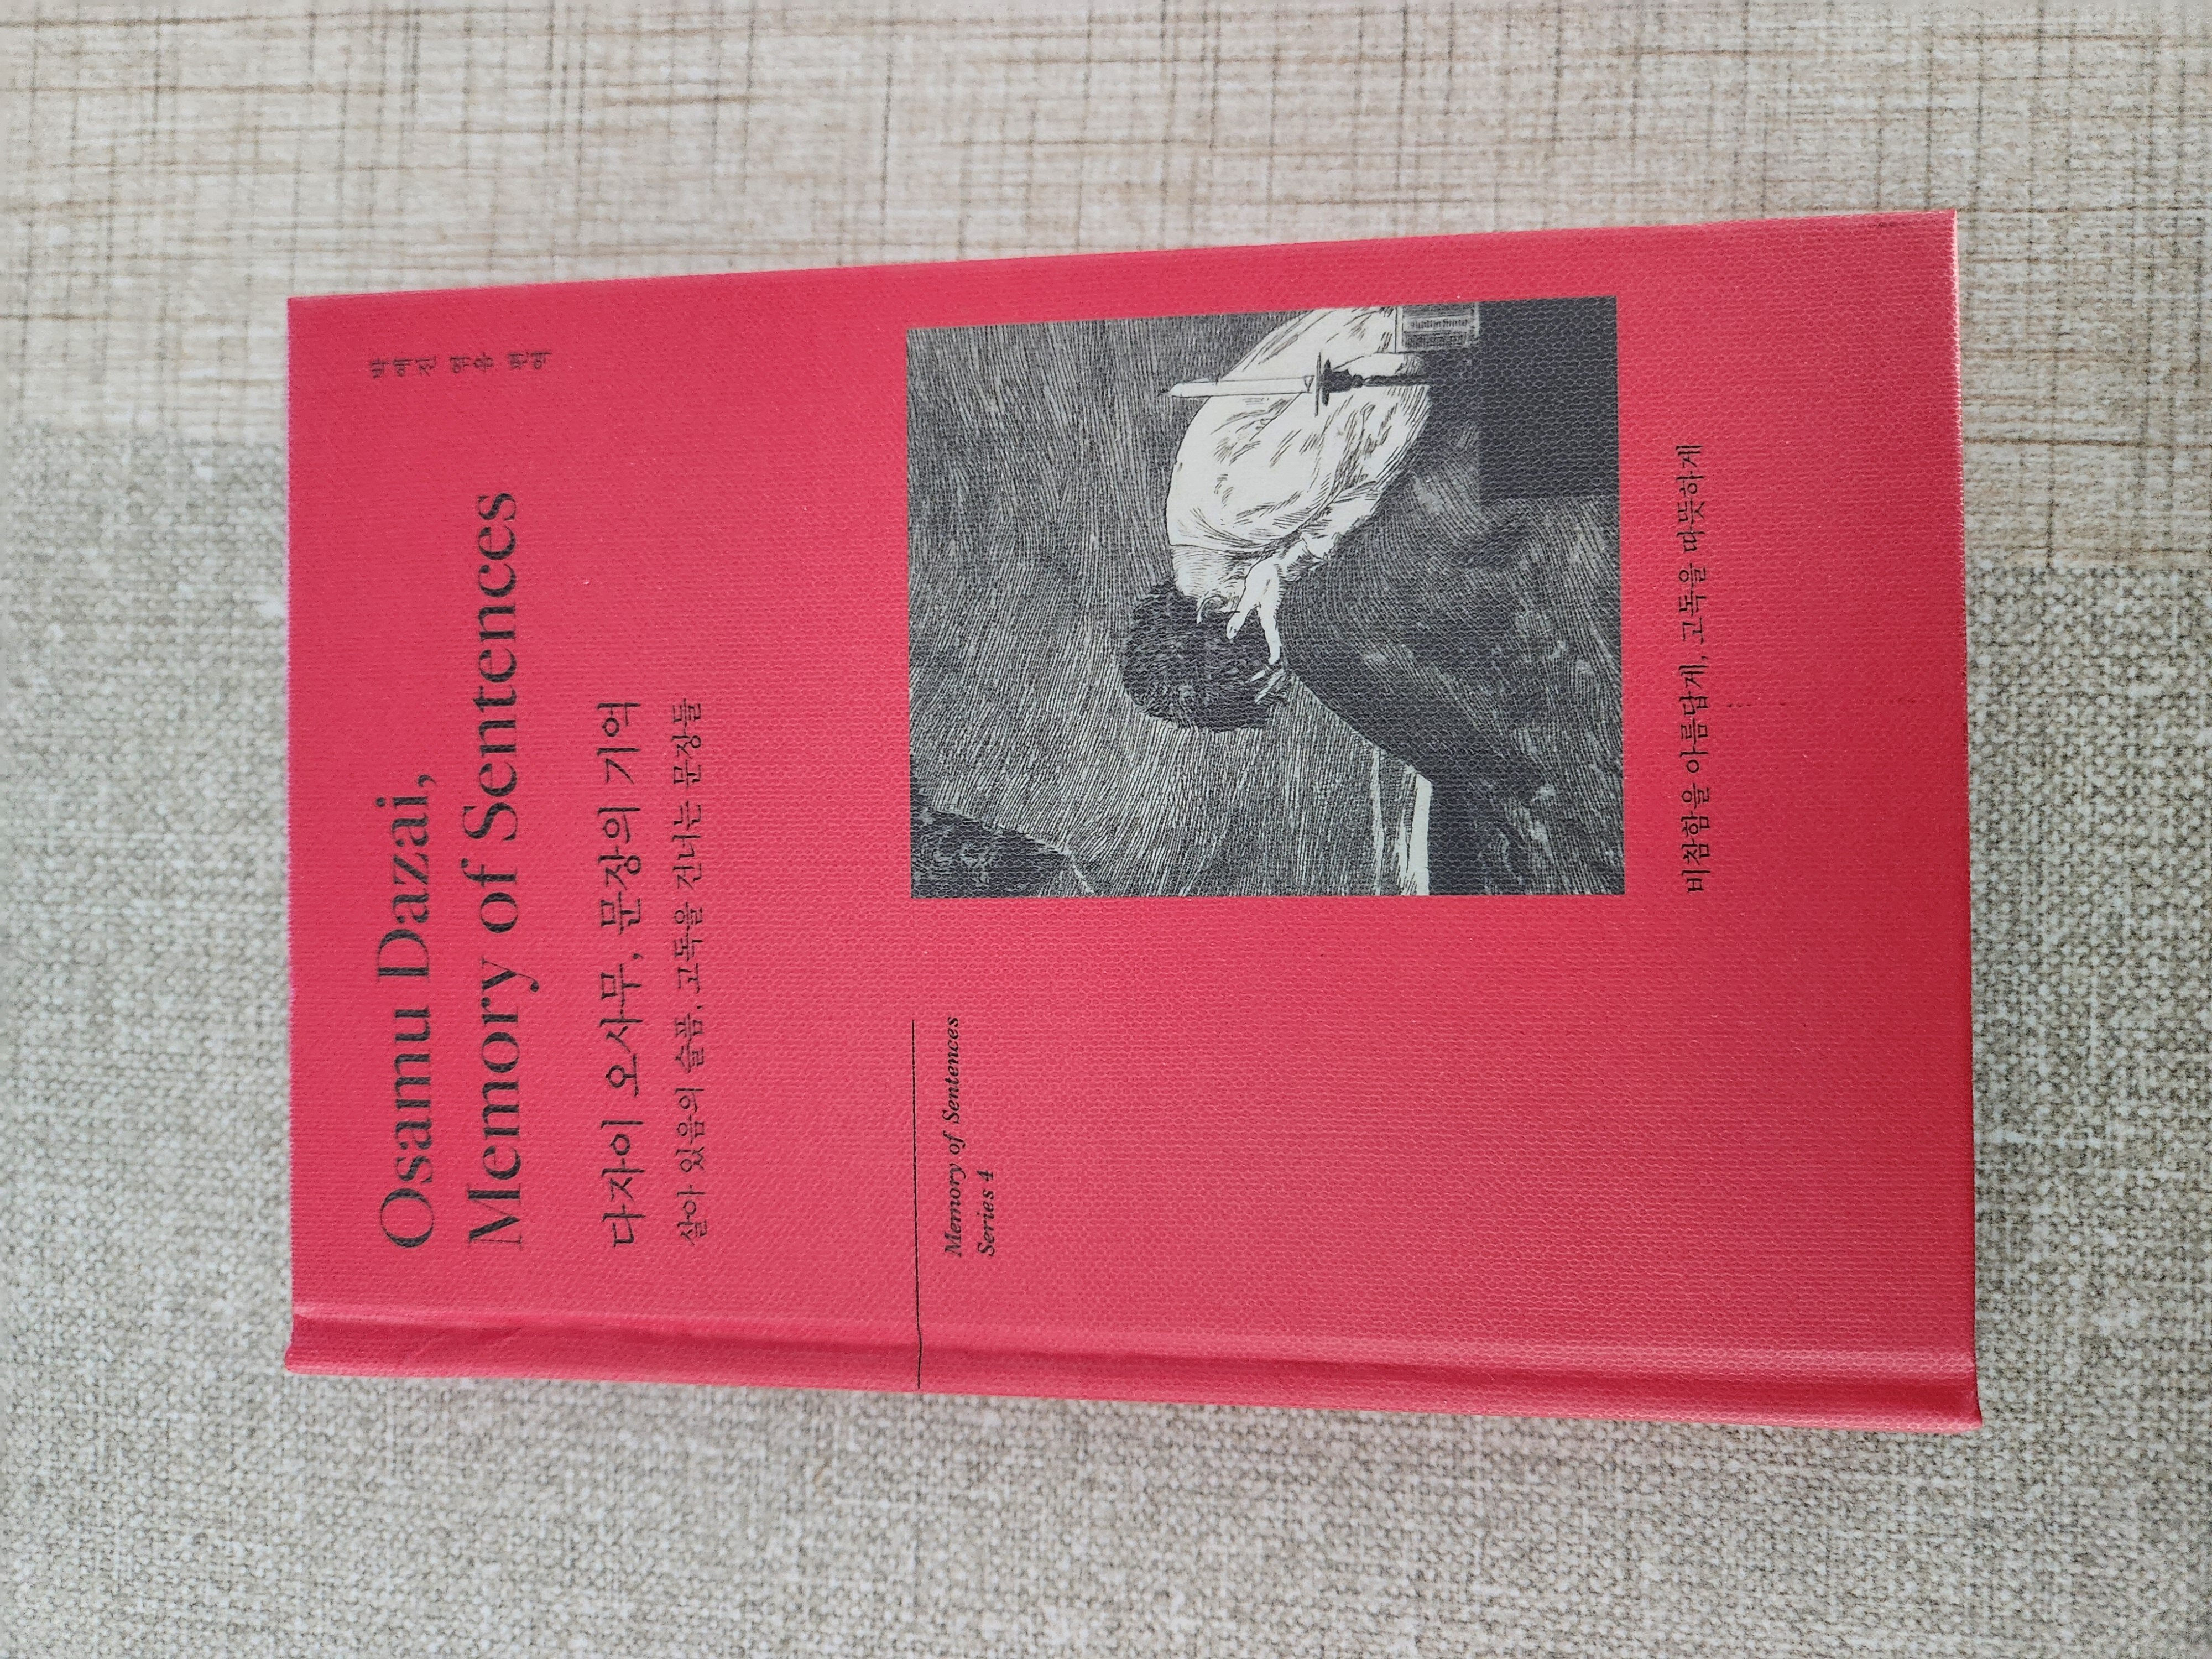 Osamu Dazai,
Memory of Sentences
박예진 엮음 편역
다자이 오사무, 문장의 기억
살아 있음의 슬픔, 고독을 건너는 문장들
Memory of Sentences
Series 4
비참함을 아름답게, 고독을 따뜻하게